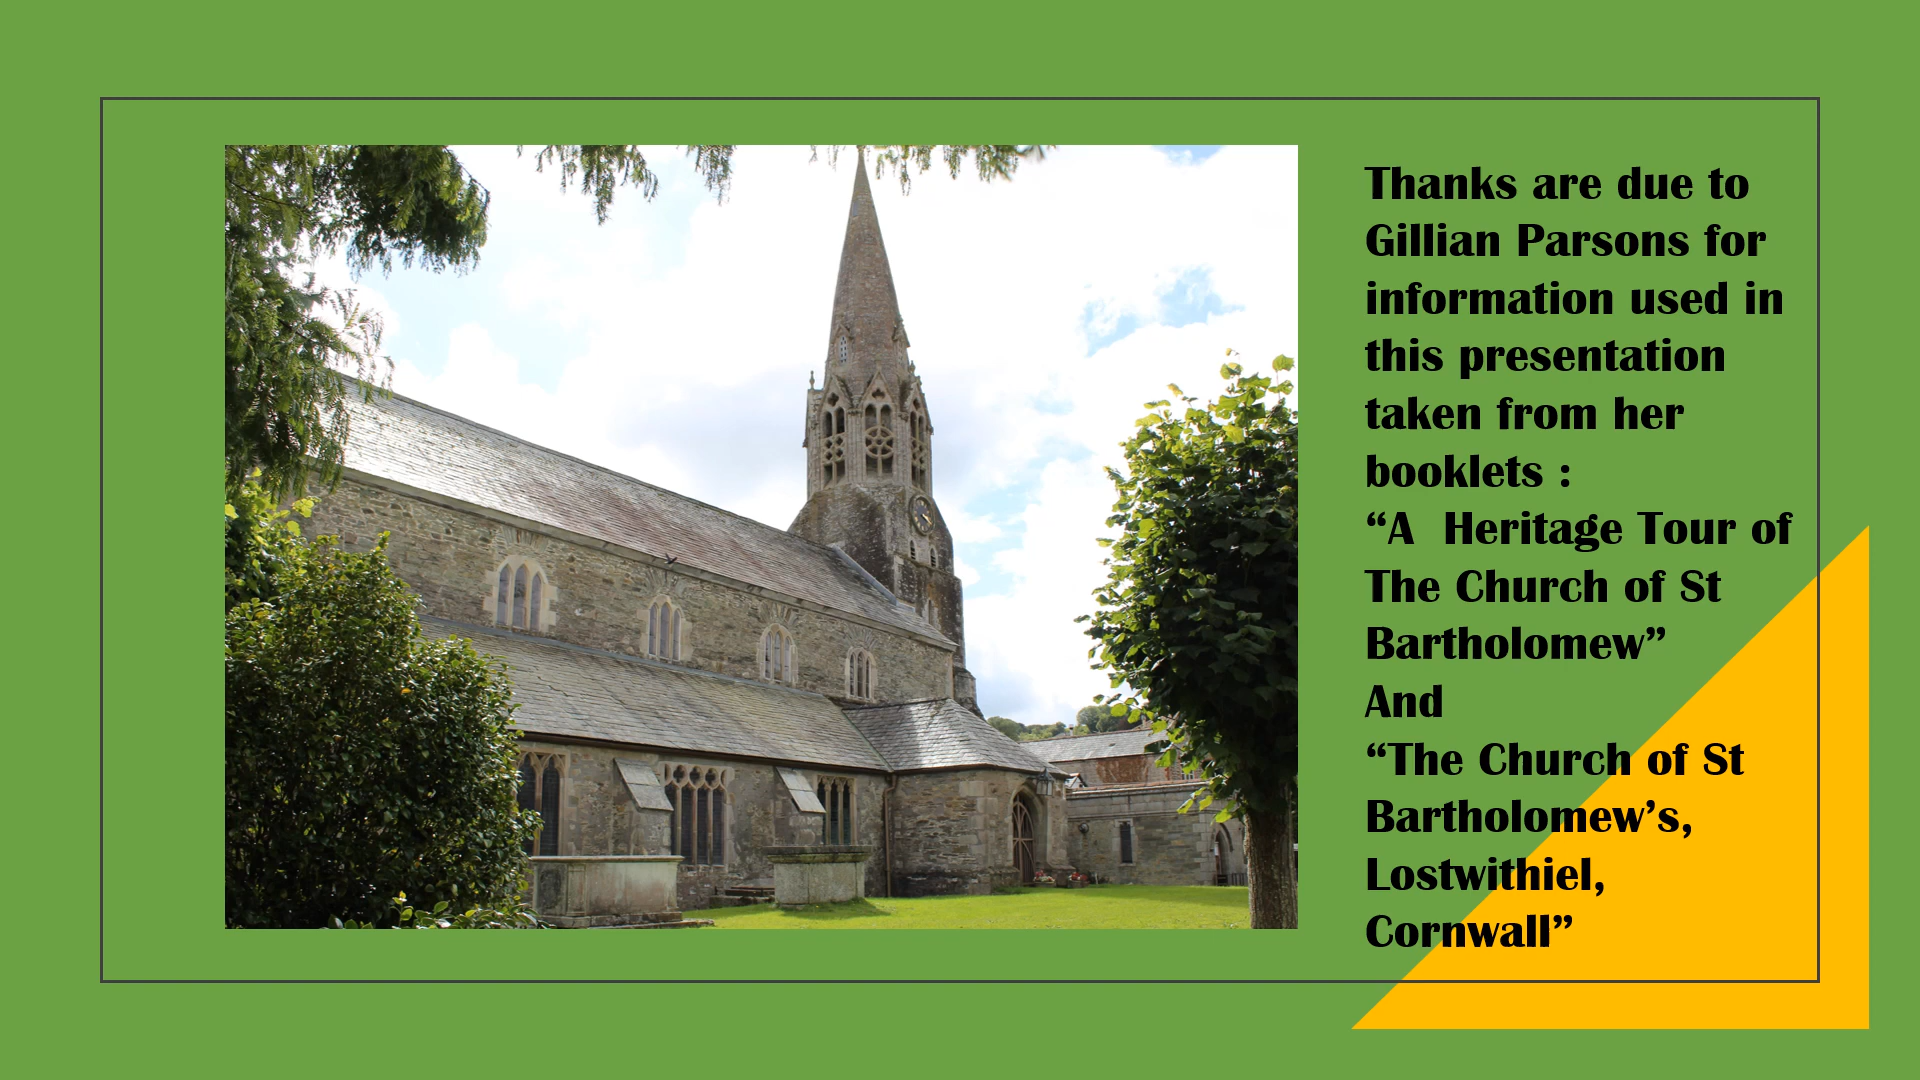 Thanks are due to
Gillian Parsons for
information used in
this presentation
taken from her
booklets :
“A  Heritage Tour of
The Church of St
Bartholomew”
And
“The Church of St
Bartholomew’s,
Lostwithiel,
Cornwall”